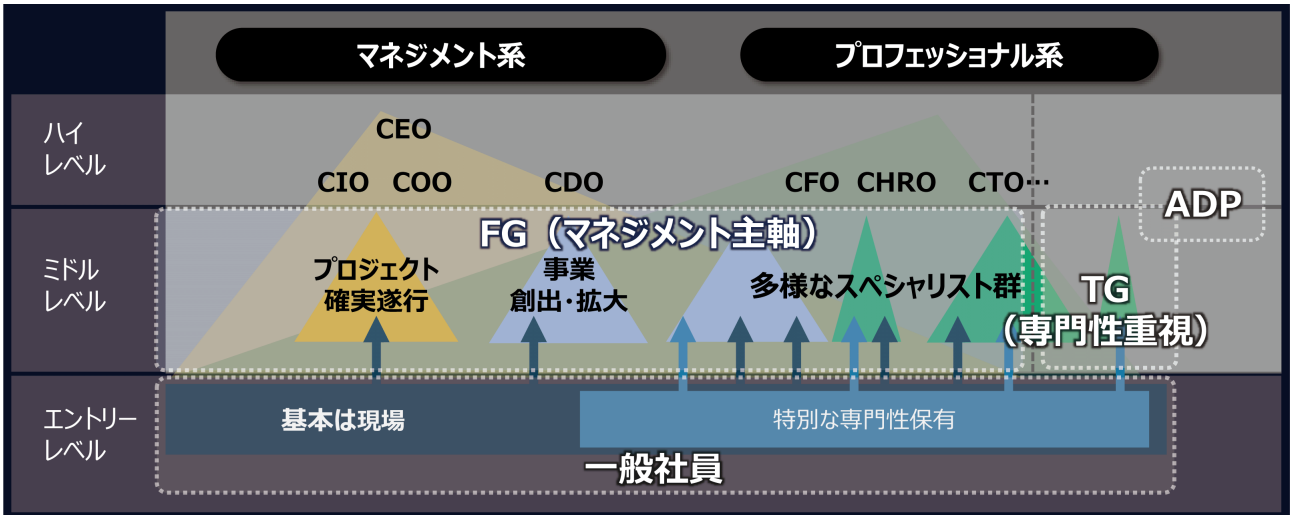 マネジメント系
プロフェッショナル系
ハイ
レベル
CEO
CIO COO CDO CFO CHRO CTO…
ADP
ミドル
レベル
FG（マネジメント主軸）
プロジェクト
確実遂行
事業
創出・拡大
多様なスペシャリスト群
TG
（専門性重視）
エントリー
レベル
基本は現場
特別な専門性保有
一般社員